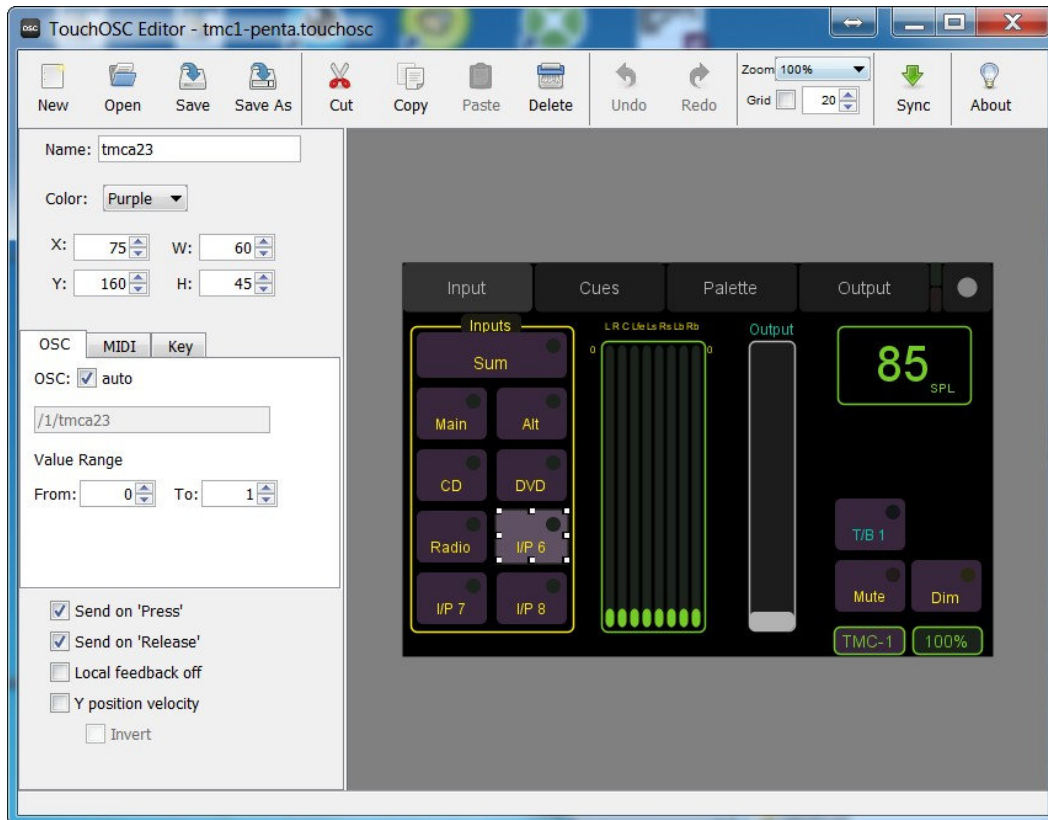 OSC TouchOSC Editor - tmc1-penta.touchosc X
New Open Save Save As Cut Copy Paste Delete Undo Redo Zoom 100% Grid 20 Sync About
Name: tmca23
Color: Purple
X: 75 W: 60
Y: 160 H: 45
OSC MIDI Key
OSC: auto
/1/tmca23
Value Range
From: 0 To: 1
Send on 'Press'
Send on 'Release'
Local feedback off
Y position velocity
Invert
Input Cues Palette Output
Inputs
Sum
Main Alt
CD DVD
Radio I/P 6
I/P 7 I/P 8
L R C Lfe Ls Rs Lb Rb
0 0
Output
85
SPL
T/B 1
Mute Dim
TMC-1 100%